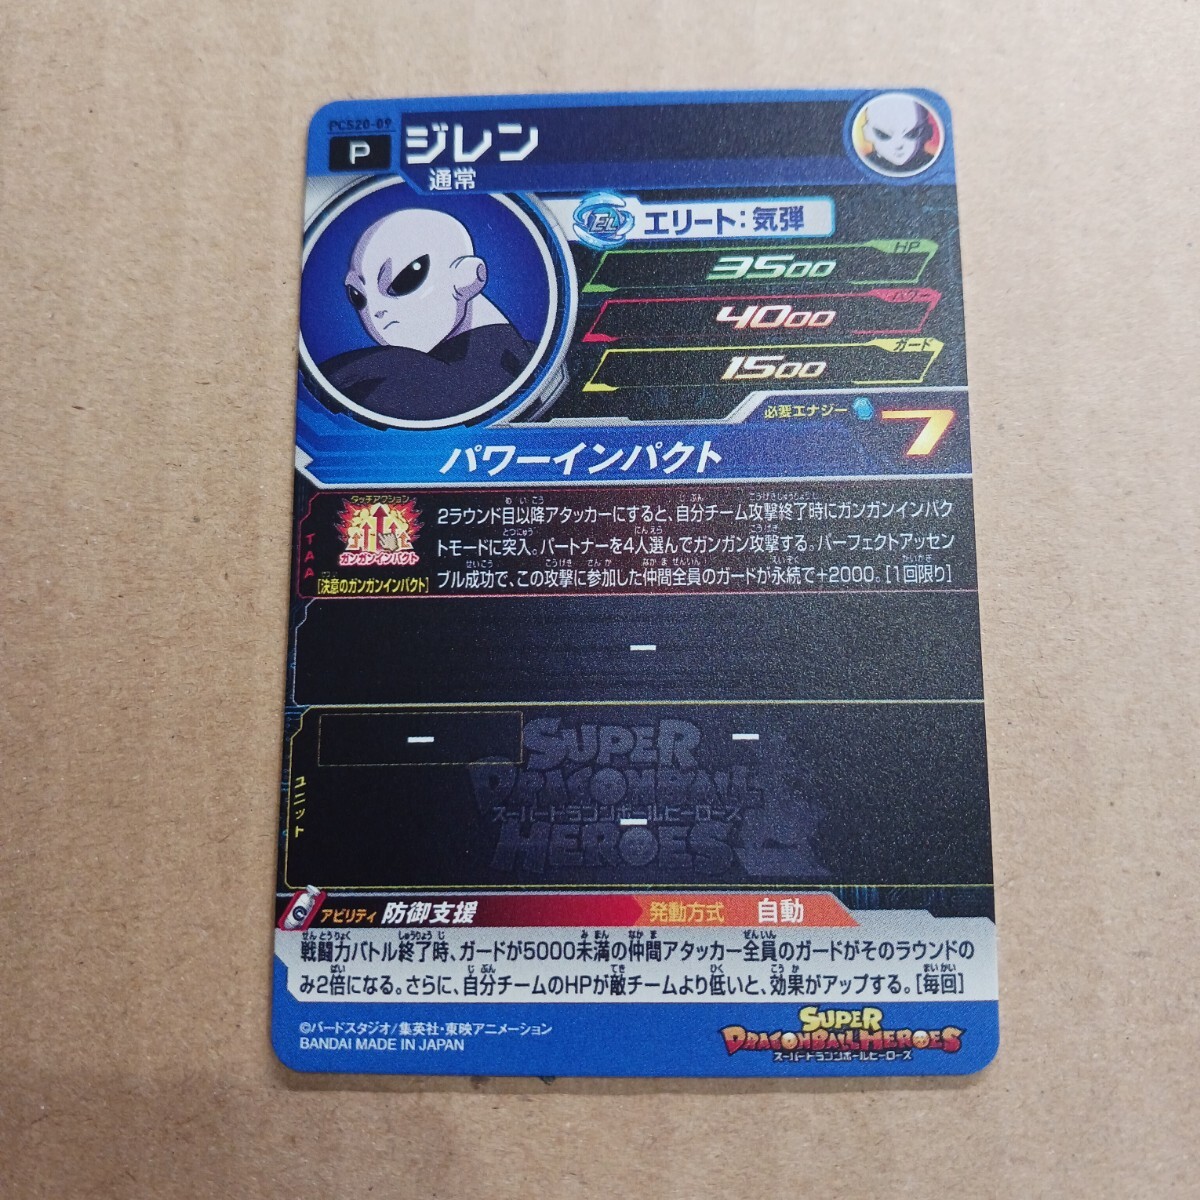 PCS20-09
P
ジレン
通常
EL
エリート:気弾
HP
3500
パワー
4000
ガード
1500
必要エナジー
7
パワーインパクト
TAP
タッチアクション
ガンガンインパクト
[決意のガンガンインパクト]
2ラウンド目以降アタッカーにすると、自分チーム攻撃終了時にガンガンインパク
トモードに突入。パートナーを4人選んでガンガン攻撃する。パーフェクトアッセン
ブル成功で、この攻撃に参加した仲間全員のガードが永続で+2000。[1回限り]
ー
ユニット
ー
ー
ー
SUPER
DRAGONBALL
スーパードラゴンボールヒーローズ
HEROES
アビリティ 防御支援 発動方式 自動
戦闘力バトル終了時、ガードが5000未満の仲間アタッカー全員のガードがそのラウンドの
み2倍になる。さらに、自分チームのHPが敵チームより低いと、効果がアップする。[毎回]
©バードスタジオ/集英社・東映アニメーション
BANDAI MADE IN JAPAN
SUPER
DRAGONBALL HEROES
スーパードラゴンボールヒーローズ